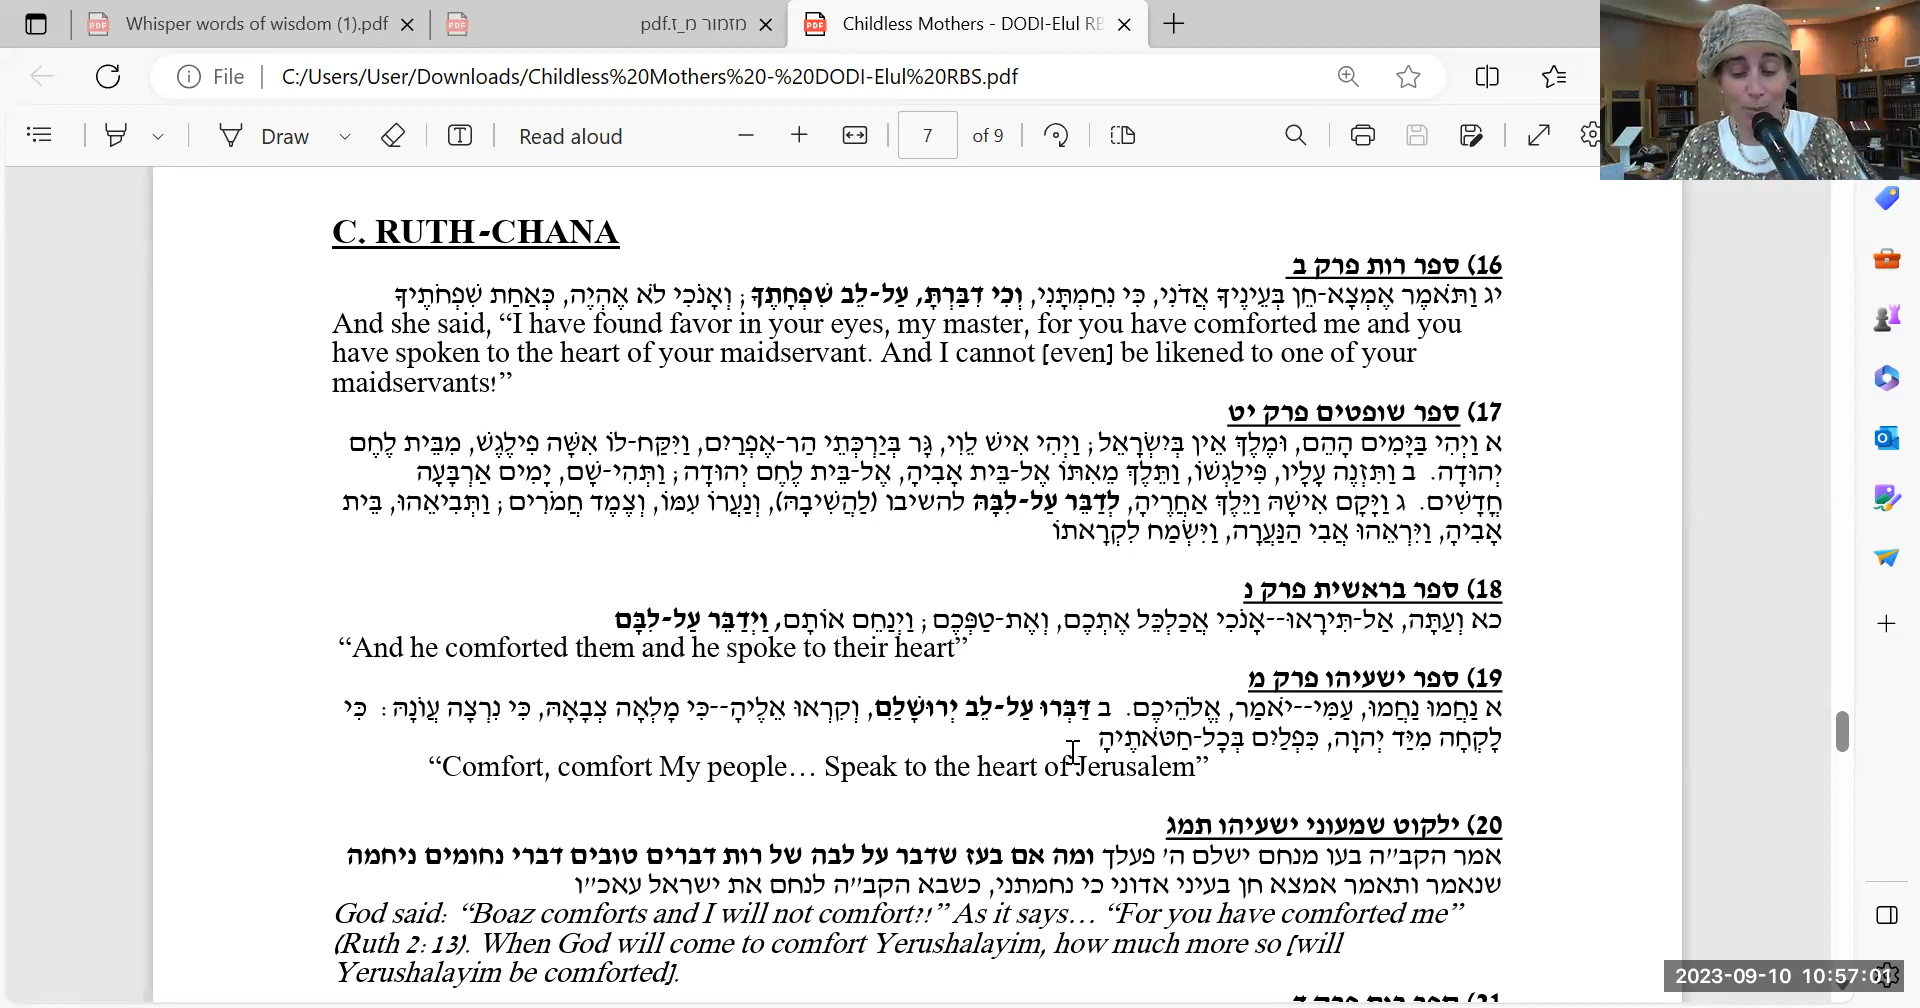 Whisper words of wisdom (1).pdf
מזמור מ_ז.pdf
Childless Mothers - DODI-Elul RBS
File
C:/Users/User/Downloads/Childless%20Mothers%20-%20DODI-Elul%20RBS.pdf
Draw
Read aloud
7
of 9
C. RUTH-CHANA
16) ספר רות פרק ב
יג וַתֹּאמֶר אֶמְצָא-חֵן בְּעֵינֶיךָ אֲדֹנִי, כִּי נִחַמְתָּנִי, וְכִי דִבַּרְתָּ, עַל-לֵב שִׁפְחָתֶךָ; וְאָנֹכִי לֹא אֶהְיֶה, כְּאַחַת שִׁפְחֹתֶיךָ
And she said, “I have found favor in your eyes, my master, for you have comforted me and you
have spoken to the heart of your maidservant. And I cannot [even] be likened to one of your
maidservants!”
17) ספר שופטים פרק יט
א וַיְהִי בַּיָּמִים הָהֵם, וּמֶלֶךְ אֵין בְּיִשְׂרָאֵל; וַיְהִי אִישׁ לֵוִי, גָּר בְּיַרְכְּתֵי הַר-אֶפְרַיִם, וַיִּקַּח-לוֹ אִשָּׁה פִילֶגֶשׁ, מִבֵּית לֶחֶם
יְהוּדָה. ב וַתִּזְנֶה עָלָיו, פִּילַגְשׁוֹ, וַתֵּלֶךְ מֵאִתּוֹ אֶל-בֵּית אָבִיהָ, אֶל-בֵּית לֶחֶם יְהוּדָה; וַתְּהִי-שָׁם, יָמִים אַרְבָּעָה
חֳדָשִׁים. ג וַיָּקָם אִישָׁהּ וַיֵּלֶךְ אַחֲרֶיהָ, לְדַבֵּר עַל-לִבָּהּ להשיבו (לַהֲשִׁיבָהּ), וְנַעֲרוֹ עִמּוֹ, וְצֶמֶד חֲמֹרִים; וַתְּבִיאֵהוּ, בֵּית
אָבִיהָ, וַיִּרְאֵהוּ אֲבִי הַנַּעֲרָה, וַיִּשְׂמַח לִקְרָאתוֹ
18) ספר בראשית פרק נ
כא וְעַתָּה, אַל-תִּירָאוּ--אָנֹכִי אֲכַלְכֵּל אֶתְכֶם, וְאֶת-טַפְּכֶם; וַיְנַחֵם אוֹתָם, וַיְדַבֵּר עַל-לִבָּם
“And he comforted them and he spoke to their heart”
19) ספר ישעיהו פרק מ
א נַחֲמוּ נַחֲמוּ, עַמִּי--יֹאמַר, אֱלֹהֵיכֶם. ב דַּבְּרוּ עַל-לֵב יְרוּשָׁלִַם, וְקִרְאוּ אֵלֶיהָ--כִּי מָלְאָה צְבָאָהּ, כִּי נִרְצָה עֲוֺנָהּ: כִּי
לָקְחָה מִיַּד יְהוָה, כִּפְלַיִם בְּכָל-חַטֹּאתֶיהָ
“Comfort, comfort My people… Speak to the heart of Jerusalem”
20) ילקוט שמעוני ישעיהו תמג
אמר הקב"ה בעו מנחם ישלם ה' פעלך ומה אם בעז שדבר על לבה של רות דברים טובים דברי נחומים ניחמה
שנאמר ותאמר אמצא חן בעיני אדוני כי נחמתני, כשבא הקב"ה לנחם את ישראל עאכ"ו
God said: “Boaz comforts and I will not comfort?!” As it says… “For you have comforted me”
(Ruth 2:13). When God will come to comfort Yerushalayim, how much more so [will
Yerushalayim be comforted].
2023-09-10 10:57:01